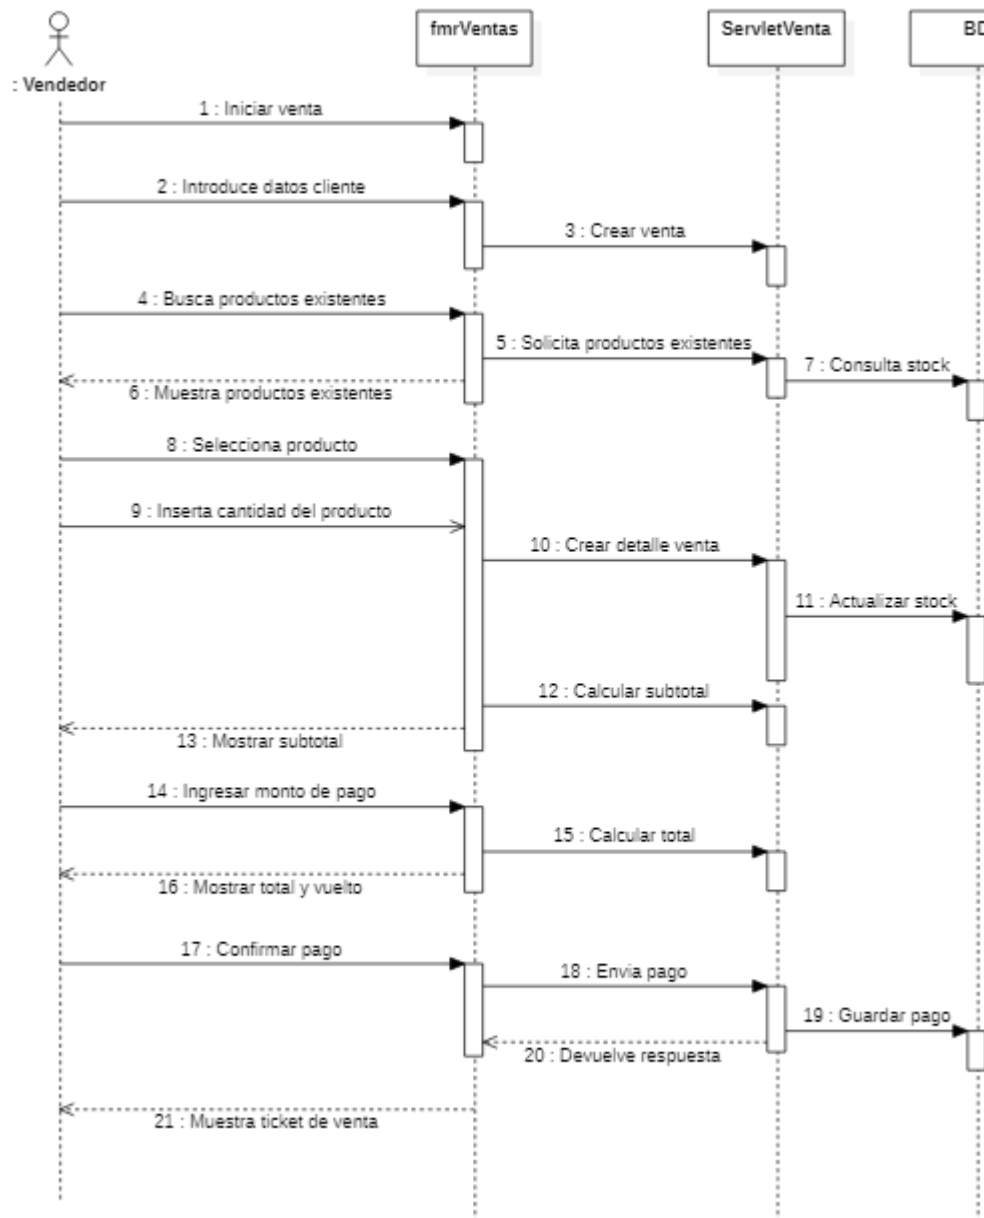 fmrVentas
ServletVenta
BD
: Vendedor
1 : Iniciar venta
2 : Introduce datos cliente
3 : Crear venta
4 : Busca productos existentes
5 : Solicita productos existentes
7 : Consulta stock
6 : Muestra productos existentes
8 : Selecciona producto
9 : Inserta cantidad del producto
10 : Crear detalle venta
11 : Actualizar stock
12 : Calcular subtotal
13 : Mostrar subtotal
14 : Ingresar monto de pago
15 : Calcular total
16 : Mostrar total y vuelto
17 : Confirmar pago
18 : Envia pago
19 : Guardar pago
20 : Devuelve respuesta
21 : Muestra ticket de venta